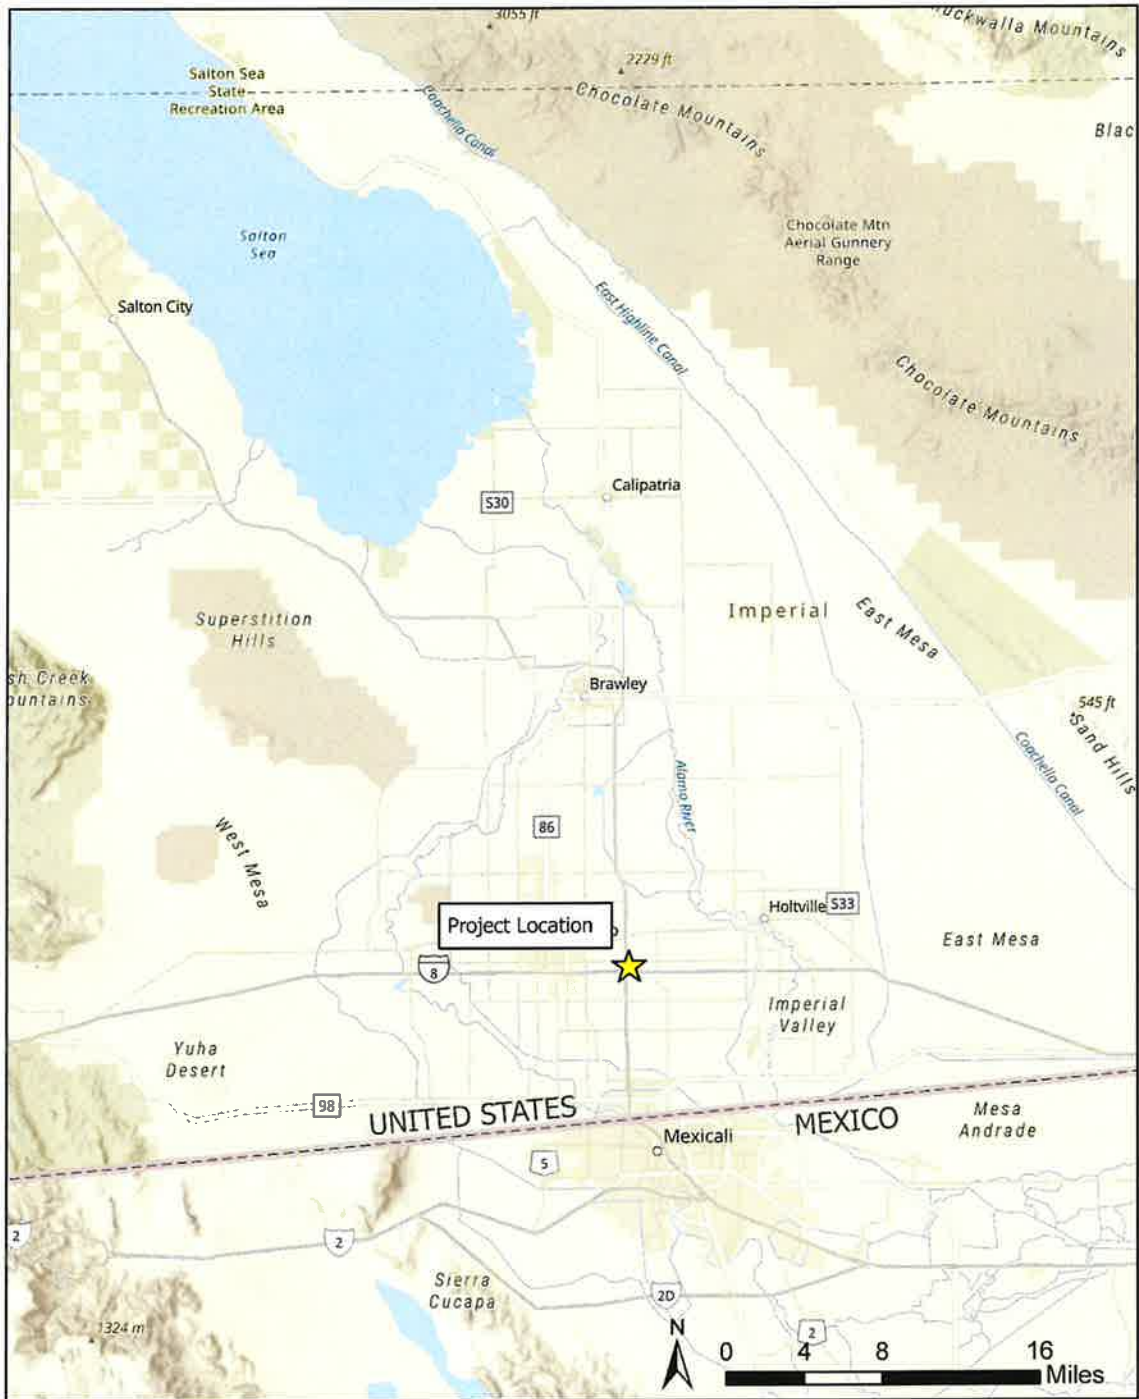 3055 ft
Mountains
2229 ft
Salton Sea
State
Recreation Area
Coachella Canal
Chocolate Mountains
Blac
Salton
Sea
Chocolate Mtn
Aerial Gunnery
Range
East Highline Canal
Salton City
Chocolate Mountains
Calipatria
S30
Imperial
East Mesa
Superstition
Hills
sh Creek
ountains
Brawley
545 ft
Sand Hills
Coachella Canal
Alamo River
86
West Mesa
Holtville
S33
Project Location
East Mesa
8
Imperial
Valley
Yuha
Desert
98
UNITED STATES
MEXICO
Mesa
Andrade
Mexicali
5
2
2
Sierra
Cucapa
2D
1324 m
2
N
0 4 8 16
Miles